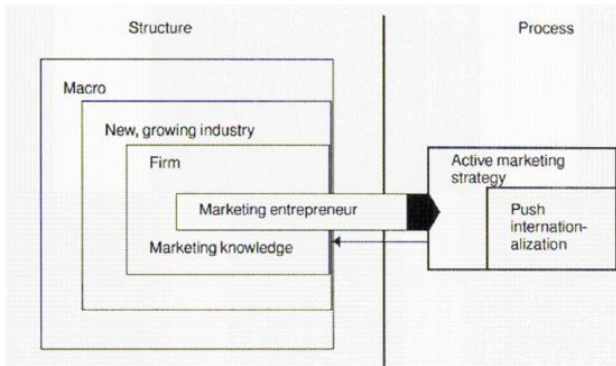 Structure
Process
Macro
New, growing industry
Firm
Marketing entrepreneur
Marketing knowledge
Active marketing
strategy
Push
internation-
alization